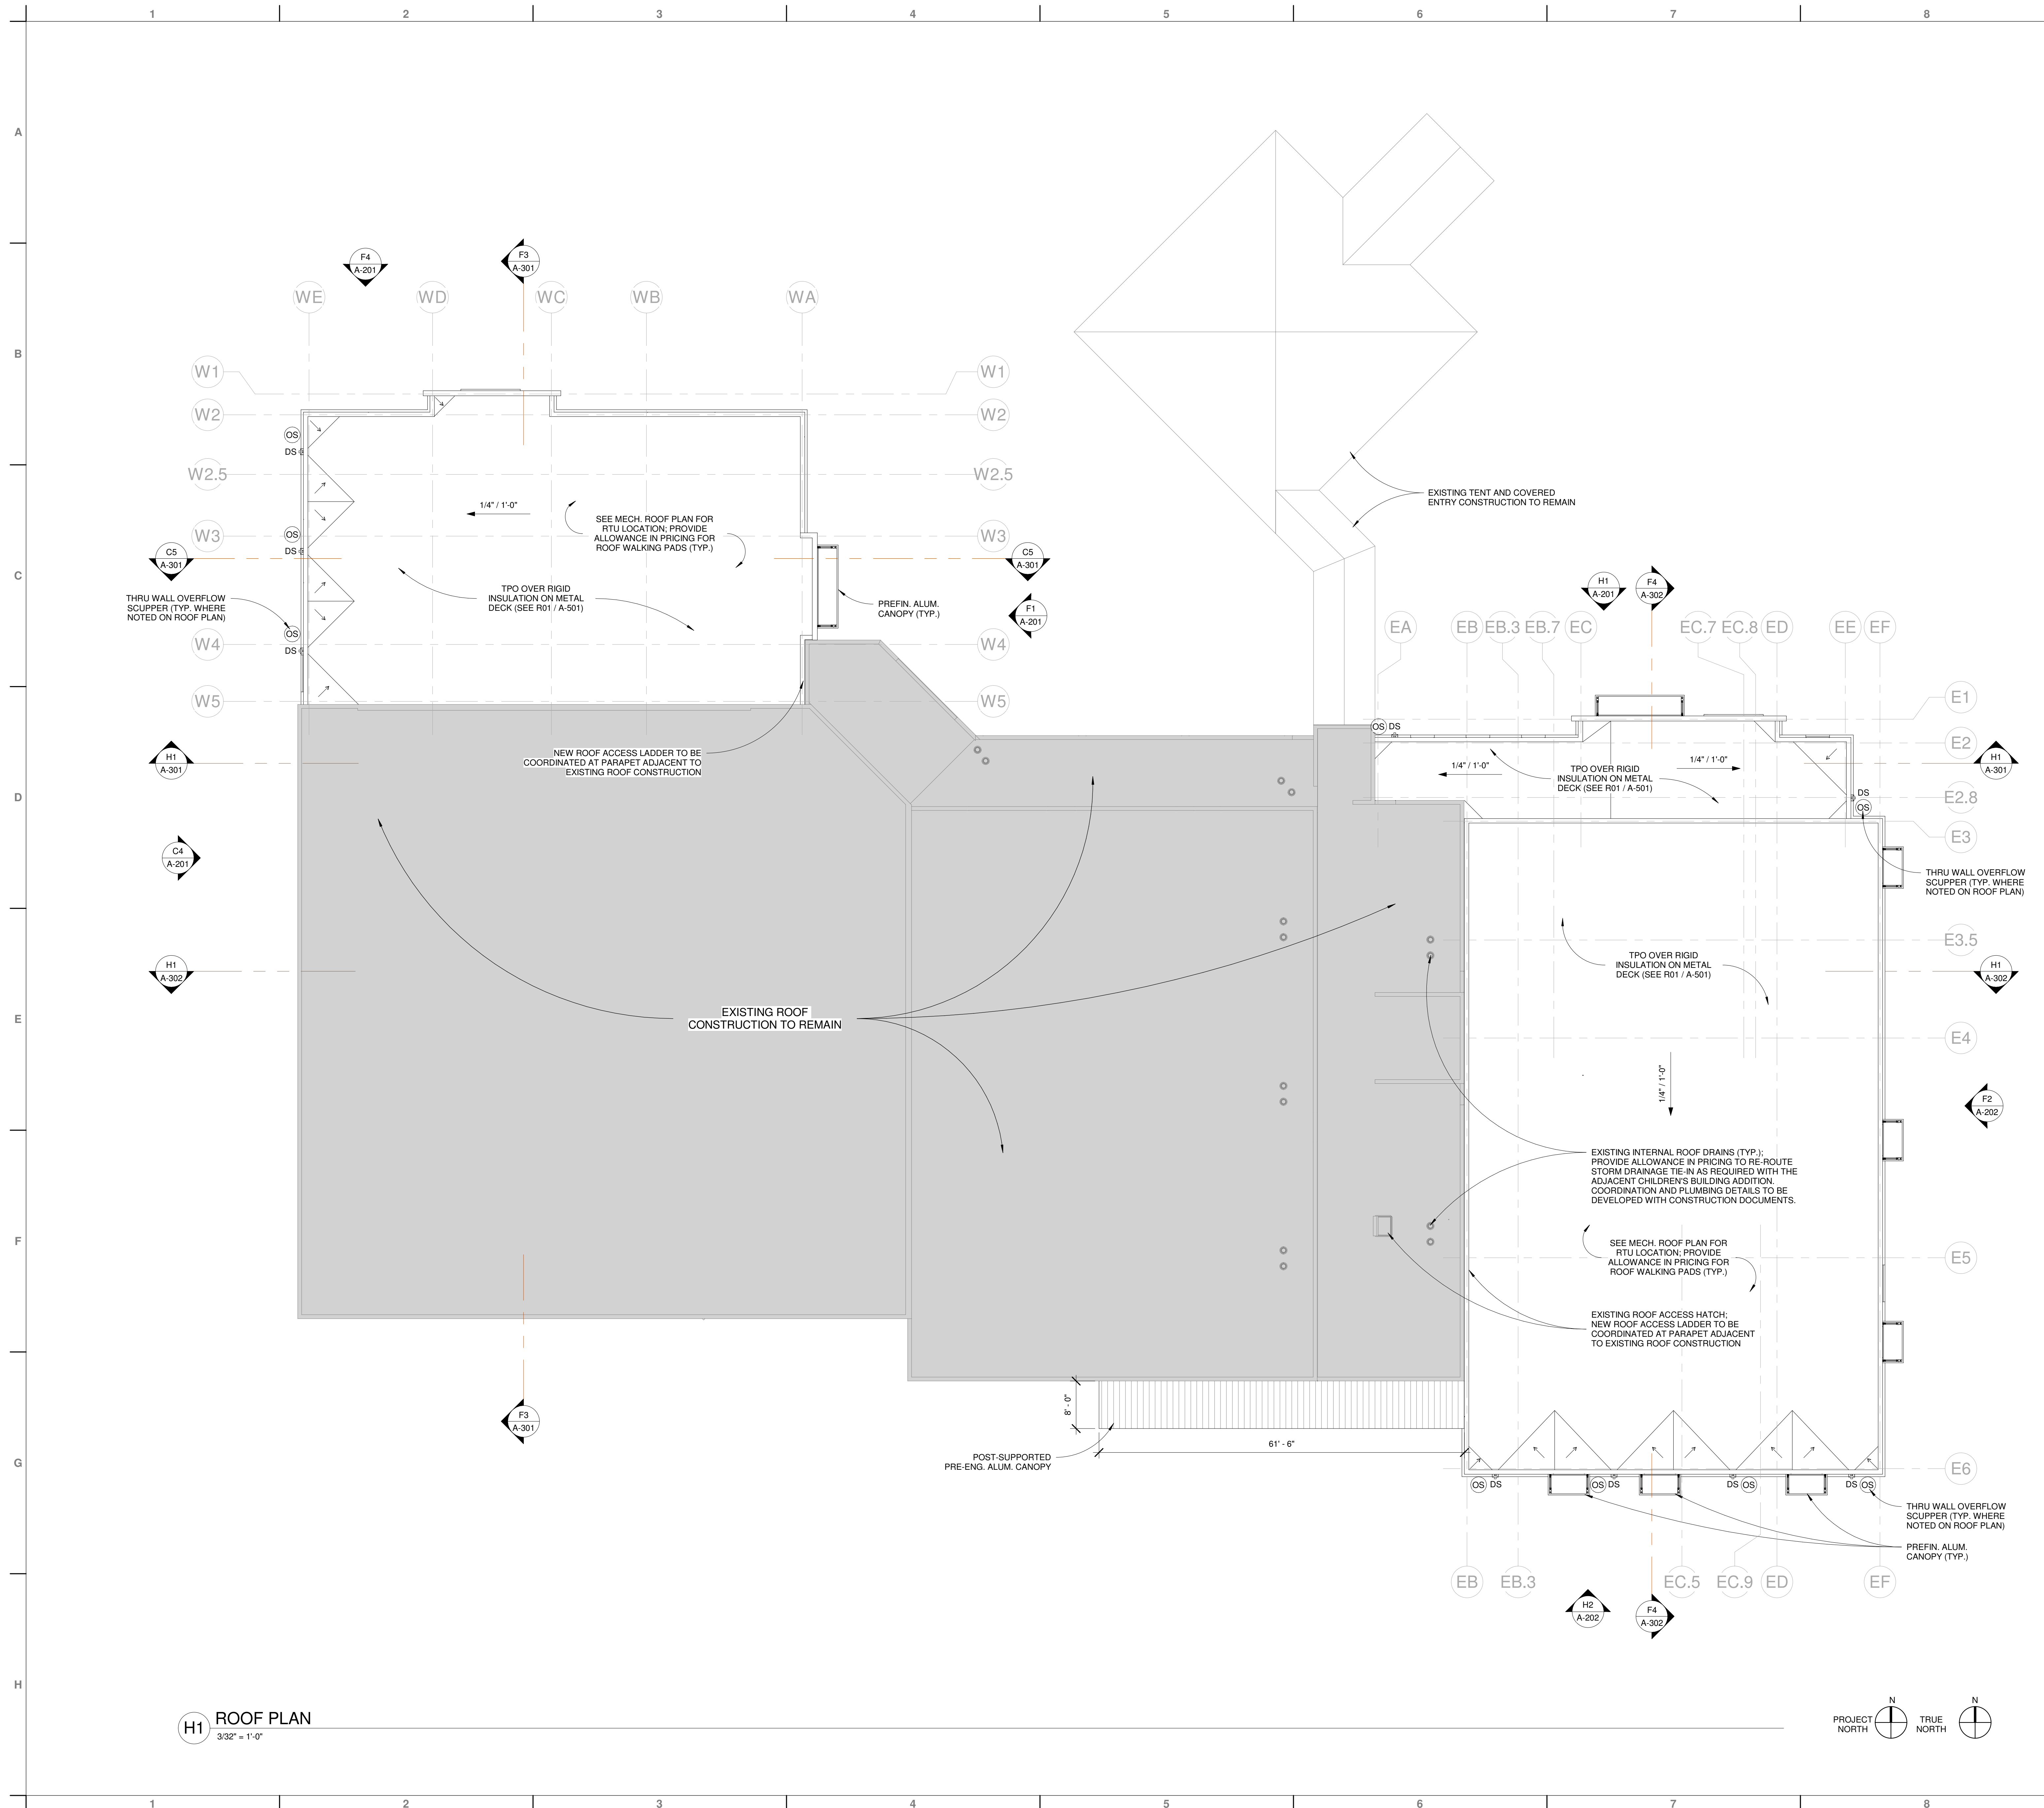 1 2 3 4 5 6 7 8
A
B
C
D
E
F
G
H
F4
A-201
F3
A-301
WE WD WC WB WA
W1 W1
W2 W2
OS
DS
W2.5 W2.5
1/4" / 1'-0"
SEE MECH. ROOF PLAN FOR
RTU LOCATION; PROVIDE
ALLOWANCE IN PRICING FOR
ROOF WALKING PADS (TYP.)
EXISTING TENT AND COVERED
ENTRY CONSTRUCTION TO REMAIN
OS
W3 W3
DS
C5
A-301
C5
A-301
THRU WALL OVERFLOW
SCUPPER (TYP. WHERE
NOTED ON ROOF PLAN)
TPO OVER RIGID
INSULATION ON METAL
DECK (SEE R01 / A-501)
PREFIN. ALUM.
CANOPY (TYP.)
F1
A-201
H1
A-201
F4
A-302
OS
W4 W4
DS
EA EB EB.3 EB.7 EC EC.7 EC.8 ED EE EF
W5 W5
E1
NEW ROOF ACCESS LADDER TO BE
COORDINATED AT PARAPET ADJACENT TO
EXISTING ROOF CONSTRUCTION
OS DS
E2
H1
A-301
H1
A-301
1/4" / 1'-0"
TPO OVER RIGID
INSULATION ON METAL
DECK (SEE R01 / A-501)
1/4" / 1'-0"
DS
OS
E2.8
E3
C4
A-201
THRU WALL OVERFLOW
SCUPPER (TYP. WHERE
NOTED ON ROOF PLAN)
E3.5
TPO OVER RIGID
INSULATION ON METAL
DECK (SEE R01 / A-501)
H1
A-302
H1
A-302
EXISTING ROOF
CONSTRUCTION TO REMAIN
E4
1/4" / 1'-0"
F2
A-202
EXISTING INTERNAL ROOF DRAINS (TYP.);
PROVIDE ALLOWANCE IN PRICING TO RE-ROUTE
STORM DRAINAGE TIE-IN AS REQUIRED WITH THE
ADJACENT CHILDREN'S BUILDING ADDITION.
COORDINATION AND PLUMBING DETAILS TO BE
DEVELOPED WITH CONSTRUCTION DOCUMENTS.
SEE MECH. ROOF PLAN FOR
RTU LOCATION; PROVIDE
ALLOWANCE IN PRICING FOR
ROOF WALKING PADS (TYP.)
E5
EXISTING ROOF ACCESS HATCH;
NEW ROOF ACCESS LADDER TO BE
COORDINATED AT PARAPET ADJACENT
TO EXISTING ROOF CONSTRUCTION
8' - 0"
F3
A-301
61' - 6"
POST-SUPPORTED
PRE-ENG. ALUM. CANOPY
E6
OS DS OS DS DS OS DS OS
THRU WALL OVERFLOW
SCUPPER (TYP. WHERE
NOTED ON ROOF PLAN)
PREFIN. ALUM.
CANOPY (TYP.)
EB EB.3 EC.5 EC.9 ED EF
H2
A-202
F4
A-302
H1 ROOF PLAN
3/32" = 1'-0"
PROJECT
NORTH
N
TRUE
NORTH
N
1 2 3 4 5 6 7 8